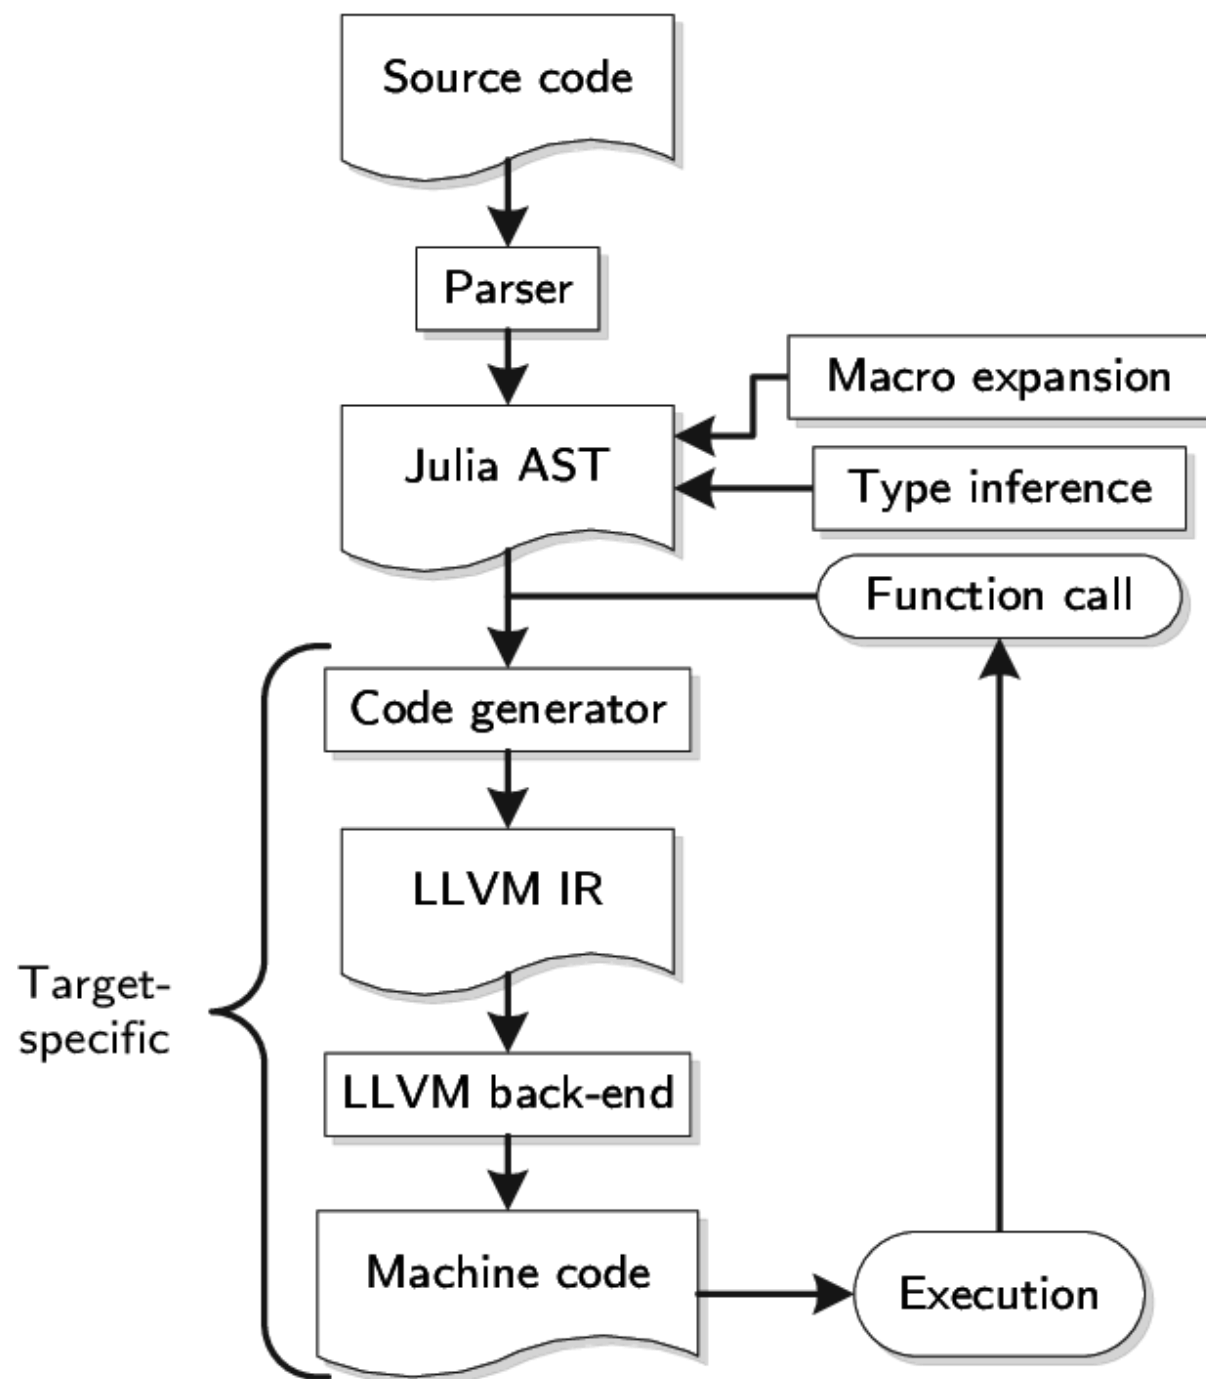 Source code
Parser
Macro expansion
Julia AST
Type inference
Function call
Code generator
LLVM IR
Target-
specific
LLVM back-end
Machine code
Execution